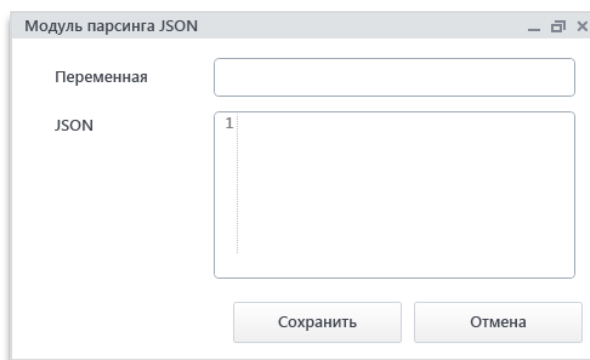 Модуль парсинга JSON
Переменная
JSON
1
Сохранить
Отмена